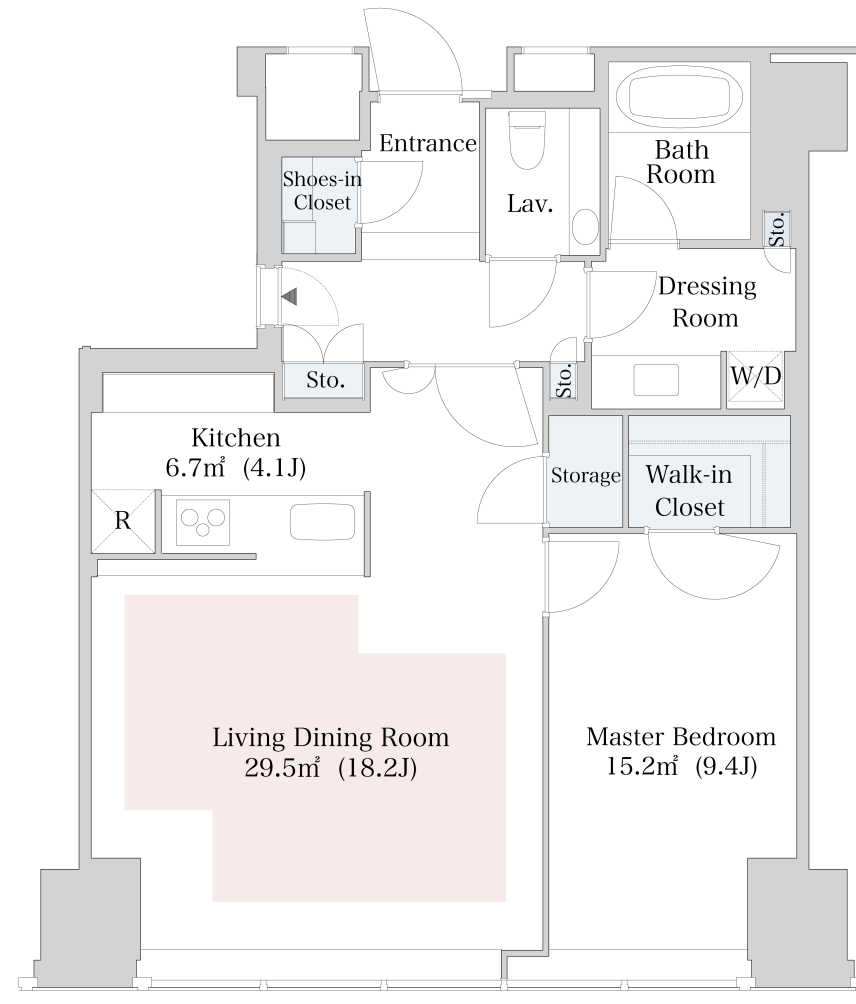 Entrance
Shoes-in
Closet
Lav.
Bath
Room
Sto.
Dressing
Room
Sto.
Sto.
W/D
Kitchen
6.7㎡ (4.1J)
R
Storage
Walk-in
Closet
Living Dining Room
29.5㎡ (18.2J)
Master Bedroom
15.2㎡ (9.4J)